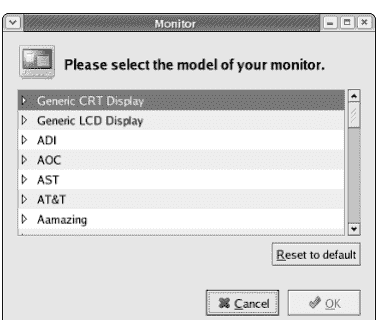 Monitor
Please select the model of your monitor.
Generic CRT Display
Generic LCD Display
ADI
AOC
AST
AT&T
Aamazing
Reset to default
Cancel
OK